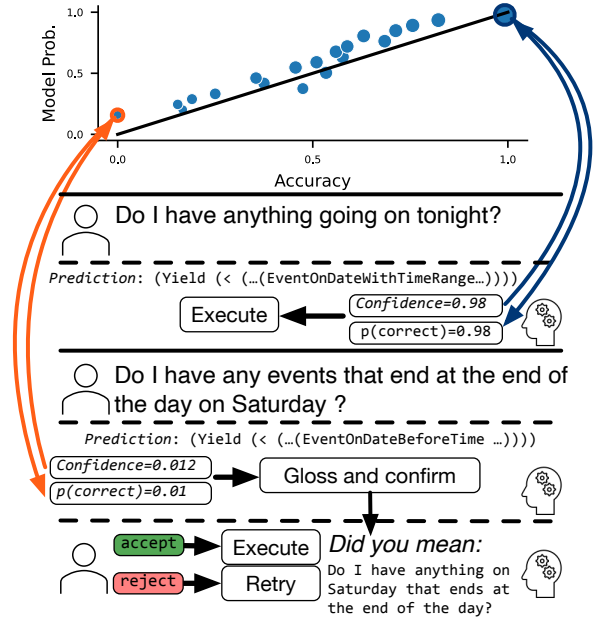 Model Prob.
1.0
0.5
0.0
0.0
0.5
1.0
Accuracy
Do I have anything going on tonight?
Prediction: (Yield (< (…(EventOnDateWithTimeRange…))))
Execute
Confidence=0.98
p(correct)=0.98
Do I have any events that end at the end of
the day on Saturday ?
Prediction: (Yield (< (…(EventOnDateBeforeTime …))))
Confidence=0.012
p(correct)=0.01
Gloss and confirm
accept
Execute
reject
Retry
Did you mean:
Do I have anything on
Saturday that ends at
the end of the day?